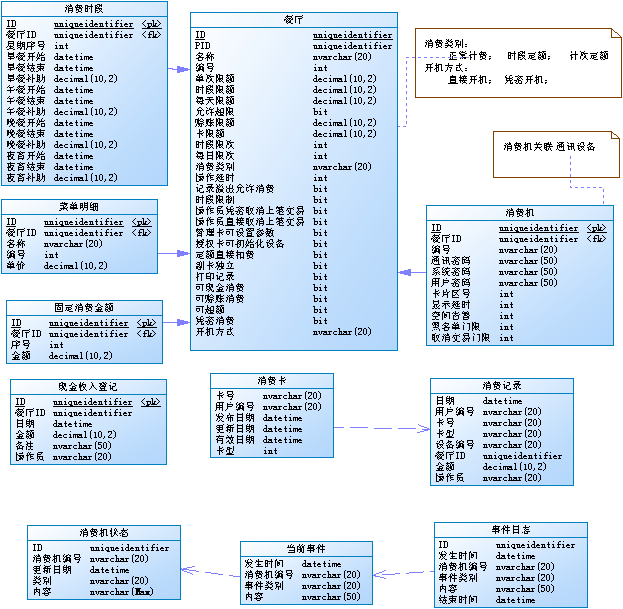 消费时段
ID uniqueidentifier <pk>
餐厅ID uniqueidentifier <fk>
星期序号 int
早餐开始 datetime
早餐结束 datetime
早餐补助 decimal(10,2)
午餐开始 datetime
午餐结束 datetime
午餐补助 decimal(10,2)
晚餐开始 datetime
晚餐结束 datetime
晚餐补助 decimal(10,2)
夜宵开始 datetime
夜宵结束 datetime
夜宵补助 decimal(10,2)
餐厅
ID uniqueidentifier
PID uniqueidentifier
名称 nvarchar(20)
编号 int
单次限额 decimal(10,2)
时段限额 decimal(10,2)
每天限额 decimal(10,2)
允许超限 bit
赊账限额 decimal(10,2)
卡限额 decimal(10,2)
时段限次 int
每日限次 int
消费类别 nvarchar(20)
操作延时 int
记录溢出允许消费 bit
时段限制 bit
操作员凭密取消上笔交易 bit
操作员直接取消上笔交易 bit
管理卡可设置参数 bit
授权卡可初始化设备 bit
定额直接扣费 bit
副卡独立 bit
打印记录 bit
可现金消费 bit
可赊账消费 bit
可超额 bit
凭密消费 bit
开机方式 nvarchar(20)
消费类别:
正常计费; 时段定额; 计次定额
开机方式:
直接开机; 凭密开机;
消费机关联通讯设备
菜单明细
ID uniqueidentifier <pk>
餐厅ID uniqueidentifier <fk>
名称 nvarchar(20)
编号 int
单价 decimal(10,2)
消费机
ID uniqueidentifier <pk>
餐厅ID uniqueidentifier <fk>
编号 nvarchar(20)
通讯密码 nvarchar(50)
系统密码 nvarchar(50)
用户密码 nvarchar(50)
卡片区号 int
显示延时 int
空间告警 int
黑名单门限 int
取消交易门限 int
固定消费金额
ID uniqueidentifier <pk>
餐厅ID uniqueidentifier <fk>
序号 int
金额 decimal(10,2)
现金收入登记
ID uniqueidentifier <pk>
餐厅ID uniqueidentifier
日期 datetime
金额 decimal(10,2)
备注 nvarchar(50)
操作员 nvarchar(20)
消费卡
卡号 nvarchar(20)
用户编号 nvarchar(20)
发布日期 datetime
更新日期 datetime
有效日期 datetime
卡型 int
消费记录
日期 datetime
用户编号 nvarchar(20)
卡号 nvarchar(20)
卡型 nvarchar(20)
设备编号 nvarchar(20)
餐厅ID uniqueidentifier
金额 decimal(10,2)
操作员 nvarchar(20)
消费机状态
ID uniqueidentifier
消费机编号 nvarchar(20)
更新日期 datetime
类别 nvarchar(20)
内容 nvarchar(Max)
当前事件
发生时间 datetime
消费机编号 nvarchar(20)
事件类别 nvarchar(20)
内容 nvarchar(50)
事件日志
ID uniqueidentifier
发生时间 datetime
消费机编号 nvarchar(20)
事件类别 nvarchar(20)
内容 nvarchar(50)
结束时间 datetime